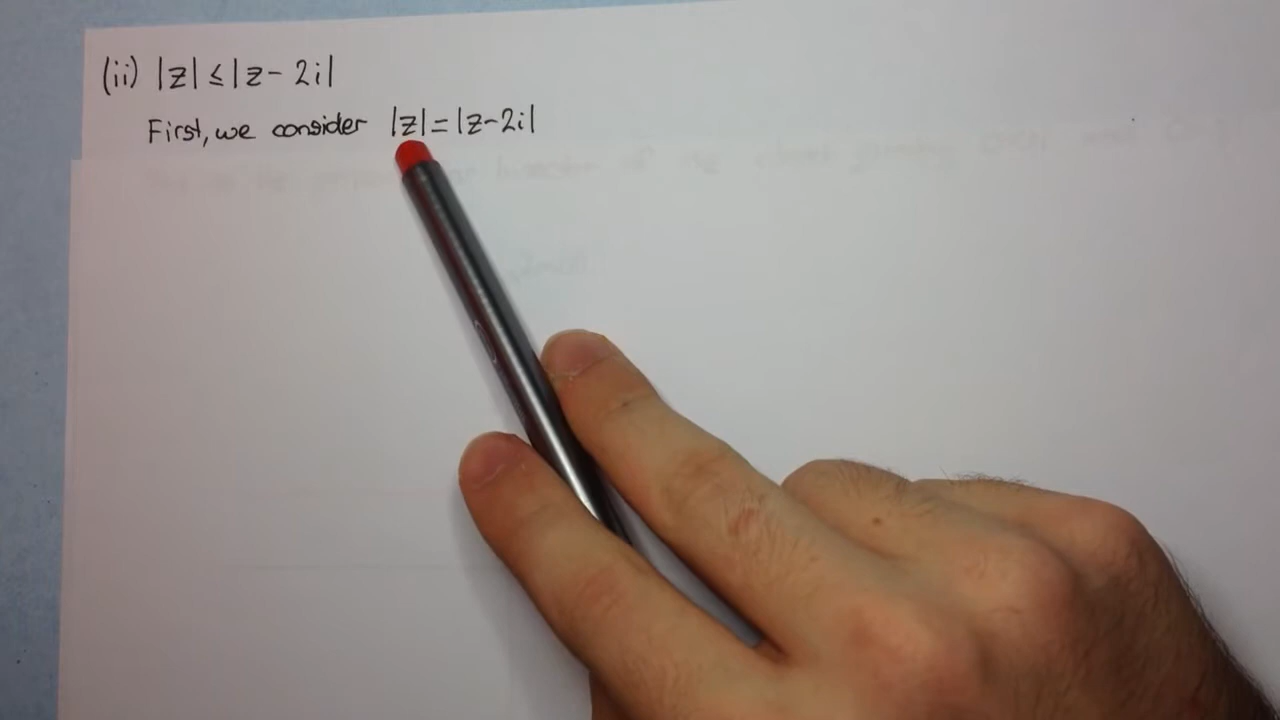 (ii) |z| ≤ |z - 2i|
First, we consider |z| = |z-2i|